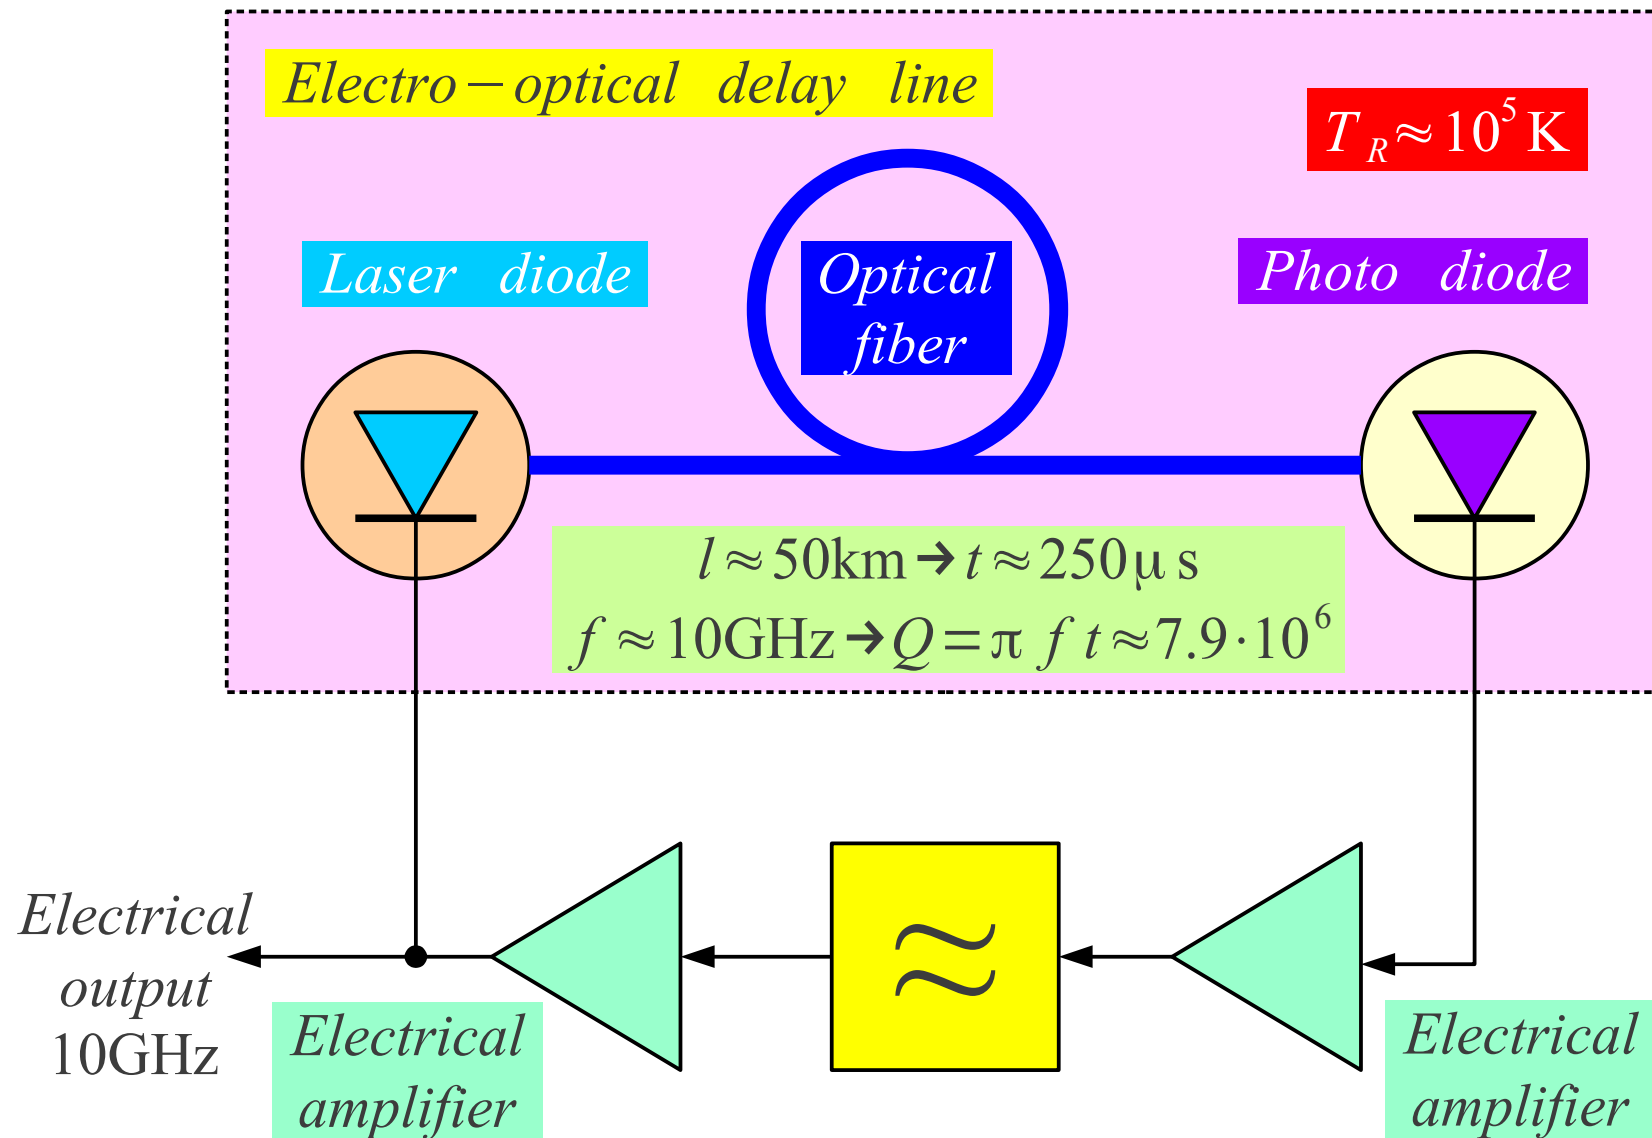 Electro − optical delay line
T_R ≈ 10^5 K
Laser diode
Optical
fiber
Photo diode
l ≈ 50km → t ≈ 250 μ s
f ≈ 10GHz → Q = π f t ≈ 7.9 · 10^6
≈
Electrical
output
10GHz
Electrical
amplifier
Electrical
amplifier